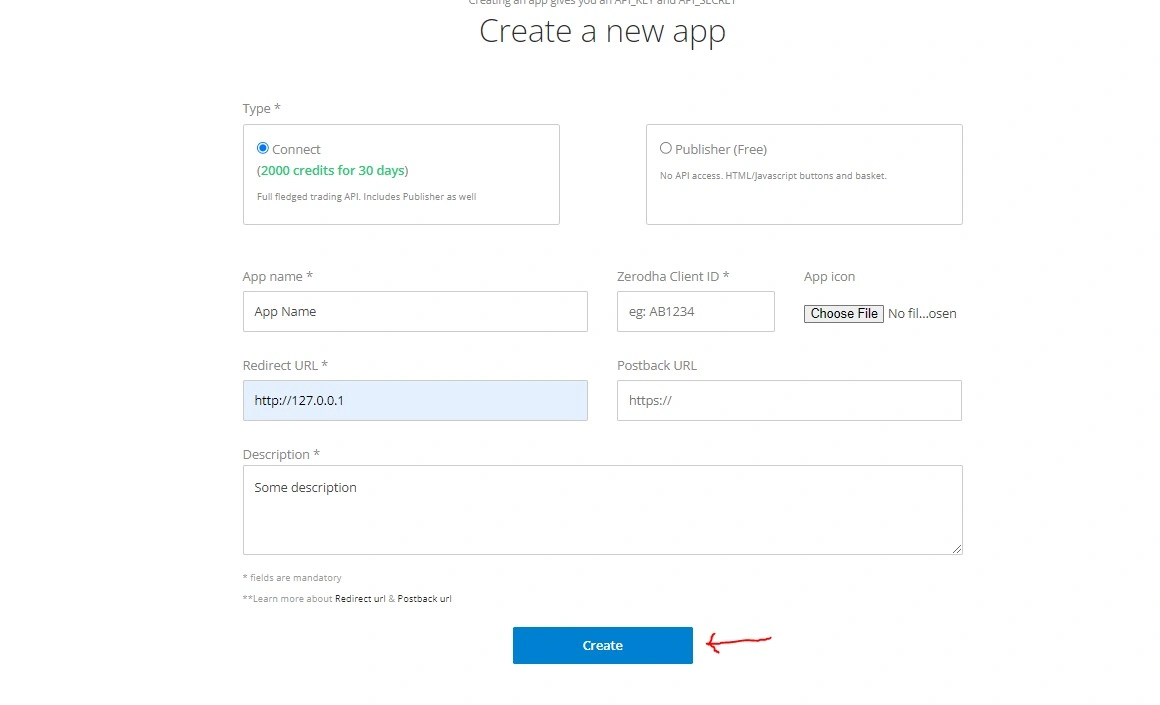 Creating an app gives you an API_KEY and API_SECRET
Create a new app
Type *
Connect
(2000 credits for 30 days)
Full fledged trading API. Includes Publisher as well
Publisher (Free)
No API access. HTML/Javascript buttons and basket.
App name *
App Name
Zerodha Client ID *
eg: AB1234
App icon
Choose File No fil...osen
Redirect URL *
http://127.0.0.1
Postback URL
https://
Description *
Some description
* fields are mandatory
**Learn more about Redirect url & Postback url
Create